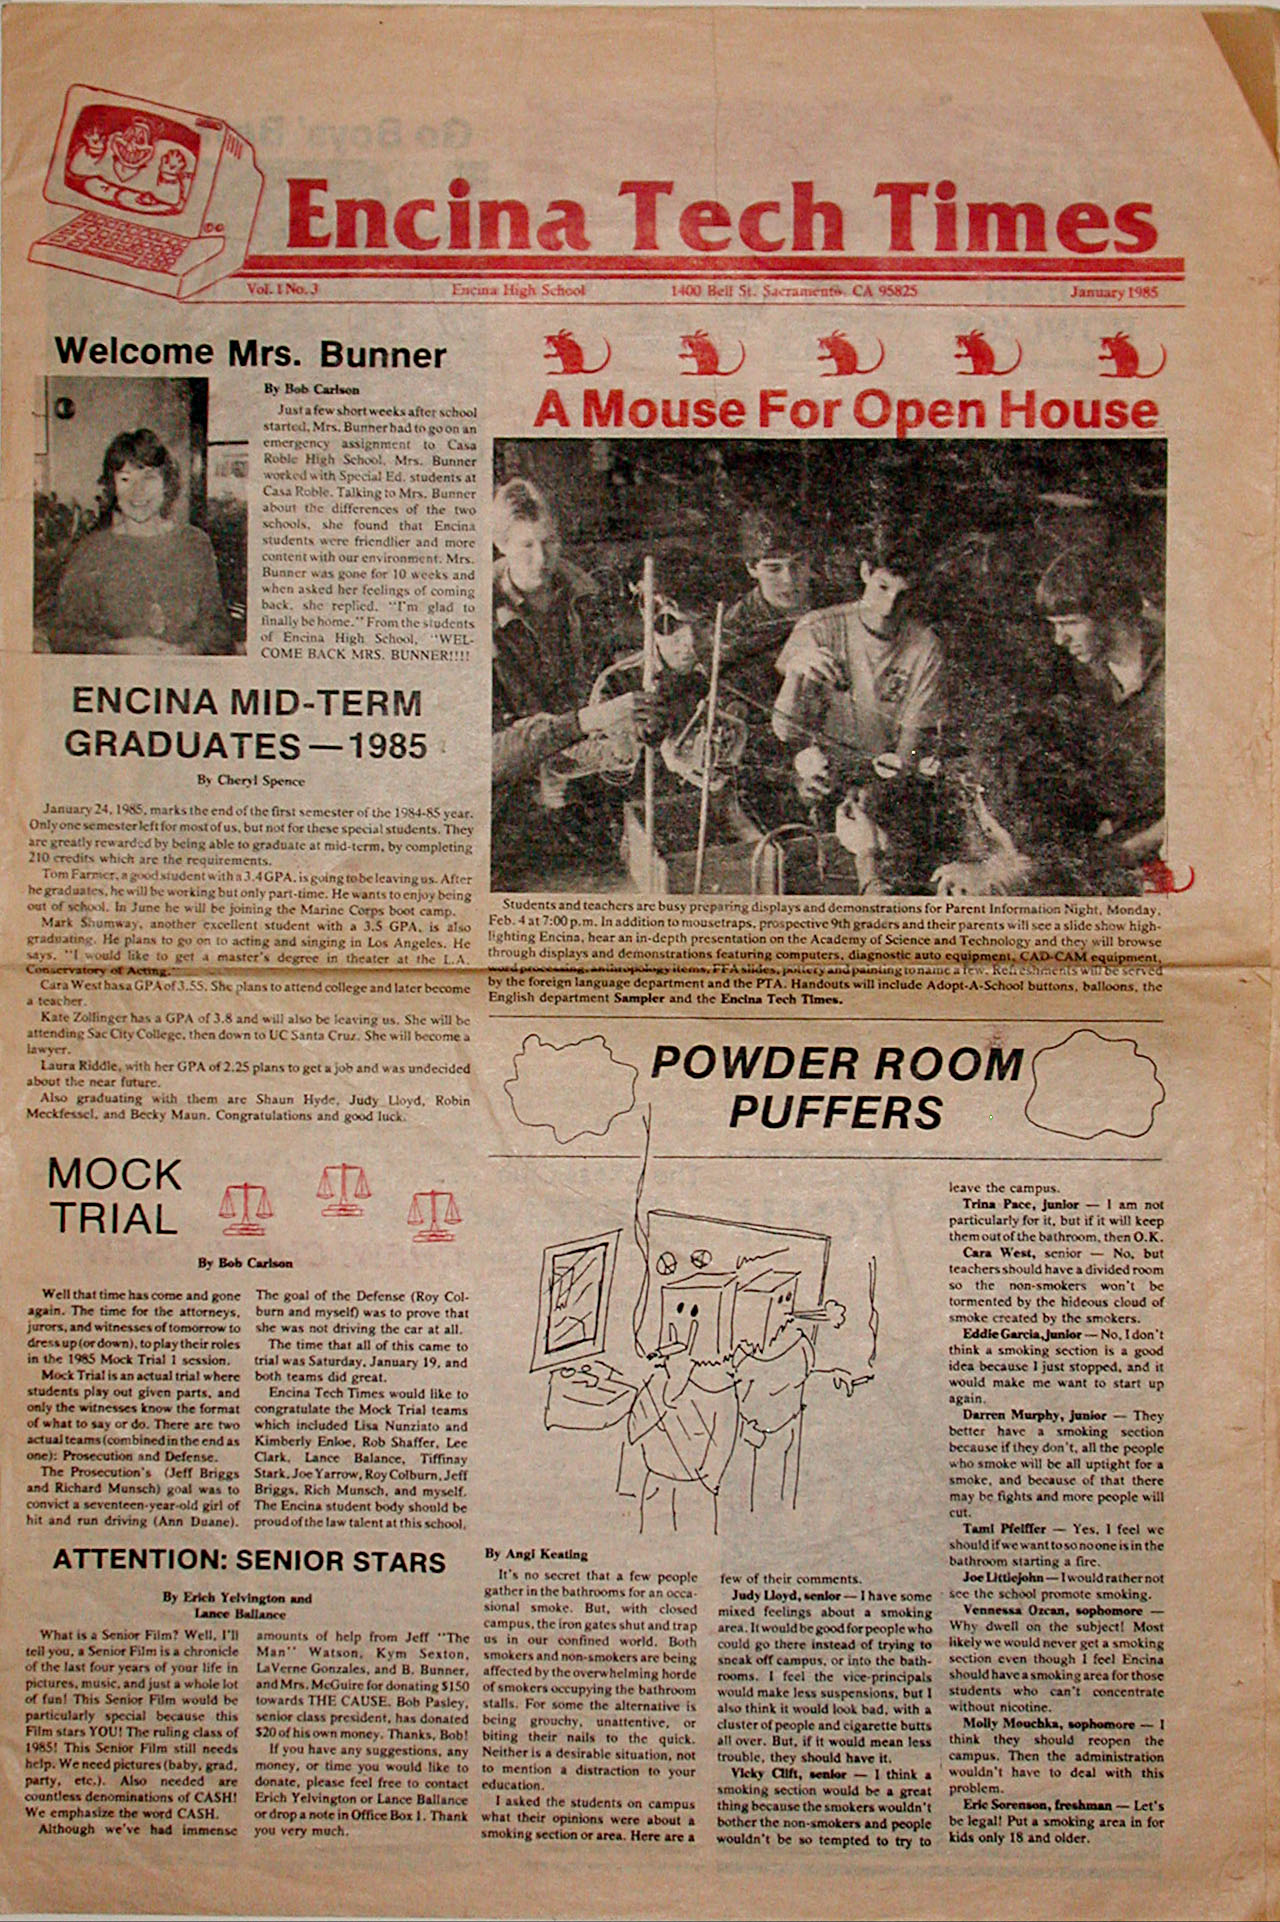 Encina Tech Times
Vol. 1 No. 3 Encina High School 1400 Bell St. Sacramento, CA 95825 January 1985
Welcome Mrs. Bunner
By Bob Carlson
Just a few short weeks after school
started, Mrs. Bunner had to go on an
emergency assignment to Casa
Roble High School. Mrs. Bunner
worked with Special Ed. students at
Casa Roble. Talking to Mrs. Bunner
about the differences of the two
schools, she found that Encina
students were friendlier and more
content with our environment. Mrs.
Bunner was gone for 10 weeks and
when asked her feelings of coming
back, she replied, "I'm glad to
finally be home." From the students
of Encina High School, "WEL-
COME BACK MRS. BUNNER!!!!
ENCINA MID-TERM
GRADUATES — 1985
By Cheryl Spence
January 24, 1985, marks the end of the first semester of the 1984-85 year.
Only one semester left for most of us, but not for these special students. They
are greatly rewarded by being able to graduate at mid-term, by completing
210 credits which are the requirements.
Tom Farmer, a good student with a 3.4 GPA, is going to be leaving us. After
he graduates, he will be working but only part-time. He wants to enjoy being
out of school. In June he will be joining the Marine Corps boot camp.
Mark Shumway, another excellent student with a 3.5 GPA, is also
graduating. He plans to go on to acting and singing in Los Angeles. He
says, "I would like to get a master's degree in theater at the L.A.
Conservatory of Acting."
Cara West has a GPA of 3.55. She plans to attend college and later become
a teacher.
Kate Zollinger has a GPA of 3.8 and will also be leaving us. She will be
attending Sac City College, then down to UC Santa Cruz. She will become a
lawyer.
Laura Riddle, with her GPA of 2.25 plans to get a job and was undecided
about the near future.
Also graduating with them are Shaun Hyde, Judy Lloyd, Robin
Meckfessel, and Becky Maun. Congratulations and good luck.
MOCK
TRIAL
By Bob Carlson
Well that time has come and gone
again. The time for the attorneys,
jurors, and witnesses of tomorrow to
dress up (or down), to play their roles
in the 1985 Mock Trial 1 session.
Mock Trial is an actual trial where
students play out given parts, and
only the witnesses know the format
of what to say or do. There are two
actual teams (combined in the end as
one): Prosecution and Defense.
The Prosecution's (Jeff Briggs
and Richard Munsch) goal was to
convict a seventeen-year-old girl of
hit and run driving (Ann Duane).
The goal of the Defense (Roy Col-
burn and myself) was to prove that
she was not driving the car at all.
The time that all of this came to
trial was Saturday, January 19, and
both teams did great.
Encina Tech Times would like to
congratulate the Mock Trial teams
which included Lisa Nunziato and
Kimberly Enloe, Rob Shaffer, Lee
Clark, Lance Balance, Tiffinay
Stark, Joe Yarrow, Roy Colburn, Jeff
Briggs, Rich Munsch, and myself.
The Encina student body should be
proud of the law talent at this school.
ATTENTION: SENIOR STARS
By Erich Yelvington and
Lance Ballance
What is a Senior Film? Well, I'll
tell you, a Senior Film is a chronicle
of the last four years of your life in
pictures, music, and just a whole lot
of fun! This Senior Film would be
particularly special because this
Film stars YOU! The ruling class of
1985! This Senior Film still needs
help. We need pictures (baby, grad,
party, etc.). Also needed are
countless denominations of CASH!
We emphasize the word CASH.
Although we've had immense
amounts of help from Jeff "The
Man" Watson, Kym Sexton,
LaVerne Gonzales, and B. Bunner,
and Mrs. McGuire for donating $150
towards THE CAUSE. Bob Pasley,
senior class president, has donated
$20 of his own money. Thanks, Bob!
If you have any suggestions, any
money, or time you would like to
donate, please feel free to contact
Erich Yelvington or Lance Ballance
or drop a note in Office Box 1. Thank
you very much.
A Mouse For Open House
Students and teachers are busy preparing displays and demonstrations for Parent Information Night, Monday,
Feb. 4 at 7:00 p.m. In addition to mousetraps, prospective 9th graders and their parents will see a slide show high-
lighting Encina, hear an in-depth presentation on the Academy of Science and Technology and they will browse
through displays and demonstrations featuring computers, diagnostic auto equipment, CAD-CAM equipment,
word processing, anthropology items, FFA slides, pottery and painting to name a few. Refreshments will be served
by the foreign language department and the PTA. Handouts will include Adopt-A-School buttons, balloons, the
English department Sampler and the Encina Tech Times.
POWDER ROOM
PUFFERS
By Angi Keating
It's no secret that a few people
gather in the bathrooms for an occa-
sional smoke. But, with closed
campus, the iron gates shut and trap
us in our confined world. Both
smokers and non-smokers are being
affected by the overwhelming horde
of smokers occupying the bathroom
stalls. For some the alternative is
being grouchy, unattentive, or
biting their nails to the quick.
Neither is a desirable situation, not
to mention a distraction to your
education.
I asked the students on campus
what their opinions were about a
smoking section or area. Here are a
few of their comments.
Judy Lloyd, senior — I have some
mixed feelings about a smoking
area. It would be good for people who
could go there instead of trying to
sneak off campus, or into the bath-
rooms. I feel the vice-principals
would make less suspensions, but I
also think it would look bad, with a
cluster of people and cigarette butts
all over. But, if it would mean less
trouble, they should have it.
Vicky Clift, senior — I think a
smoking section would be a great
thing because the smokers wouldn't
bother the non-smokers and people
wouldn't be so tempted to try to
leave the campus.
Trina Pace, junior — I am not
particularly for it, but if it will keep
them out of the bathroom, then O.K.
Cara West, senior — No, but
teachers should have a divided room
so the non-smokers won't be
tormented by the hideous cloud of
smoke created by the smokers.
Eddie Garcia, junior — No, I don't
think a smoking section is a good
idea because I just stopped, and it
would make me want to start up
again.
Darren Murphy, junior — They
better have a smoking section
because if they don't, all the people
who smoke will be all uptight for a
smoke, and because of that there
may be fights and more people will
cut.
Tami Pfeiffer — Yes, I feel we
should if we want to so no one is in the
bathroom starting a fire.
Joe Littlejohn — I would rather not
see the school promote smoking.
Vennessa Ozcan, sophomore —
Why dwell on the subject! Most
likely we would never get a smoking
section even though I feel Encina
should have a smoking area for those
students who can't concentrate
without nicotine.
Molly Mouchka, sophomore — I
think they should reopen the
campus. Then the administration
wouldn't have to deal with this
problem.
Eric Sorenson, freshman — Let's
be legal! Put a smoking area in for
kids only 18 and older.